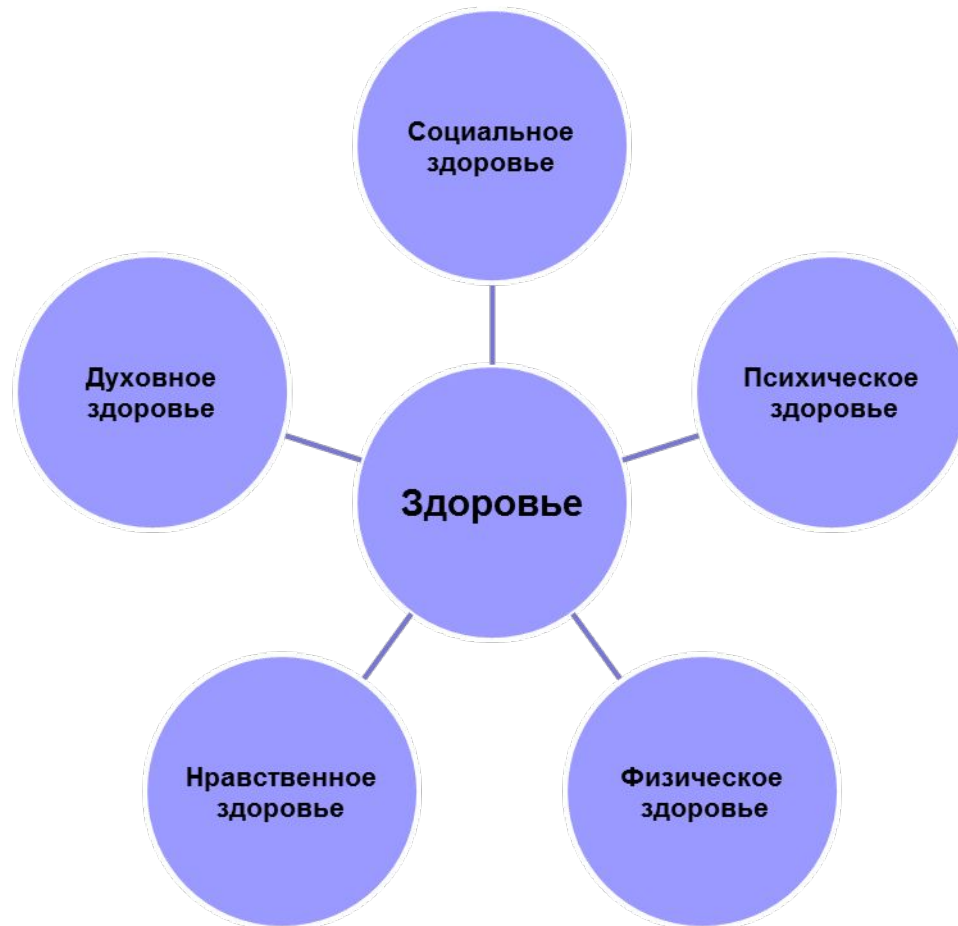 Социальное
здоровье
Духовное
здоровье
Психическое
здоровье
Здоровье
Нравственное
здоровье
Физическое
здоровье